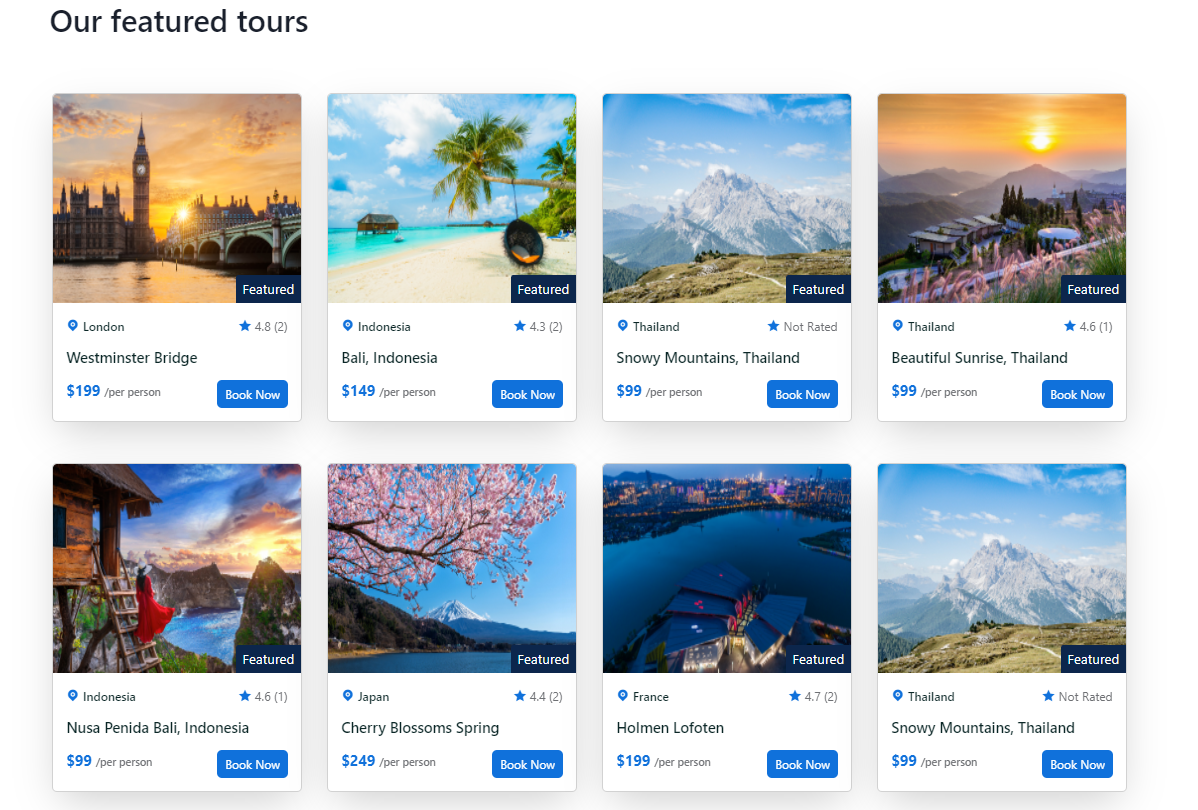 Our featured tours
Featured
Featured
Featured
Featured
London 4.8 (2)
Indonesia 4.3 (2)
Thailand Not Rated
Thailand 4.6 (1)
Westminster Bridge
Bali, Indonesia
Snowy Mountains, Thailand
Beautiful Sunrise, Thailand
$199 /per person Book Now
$149 /per person Book Now
$99 /per person Book Now
$99 /per person Book Now
Featured
Featured
Featured
Featured
Indonesia 4.6 (1)
Japan 4.4 (2)
France 4.7 (2)
Thailand Not Rated
Nusa Penida Bali, Indonesia
Cherry Blossoms Spring
Holmen Lofoten
Snowy Mountains, Thailand
$99 /per person Book Now
$249 /per person Book Now
$199 /per person Book Now
$99 /per person Book Now